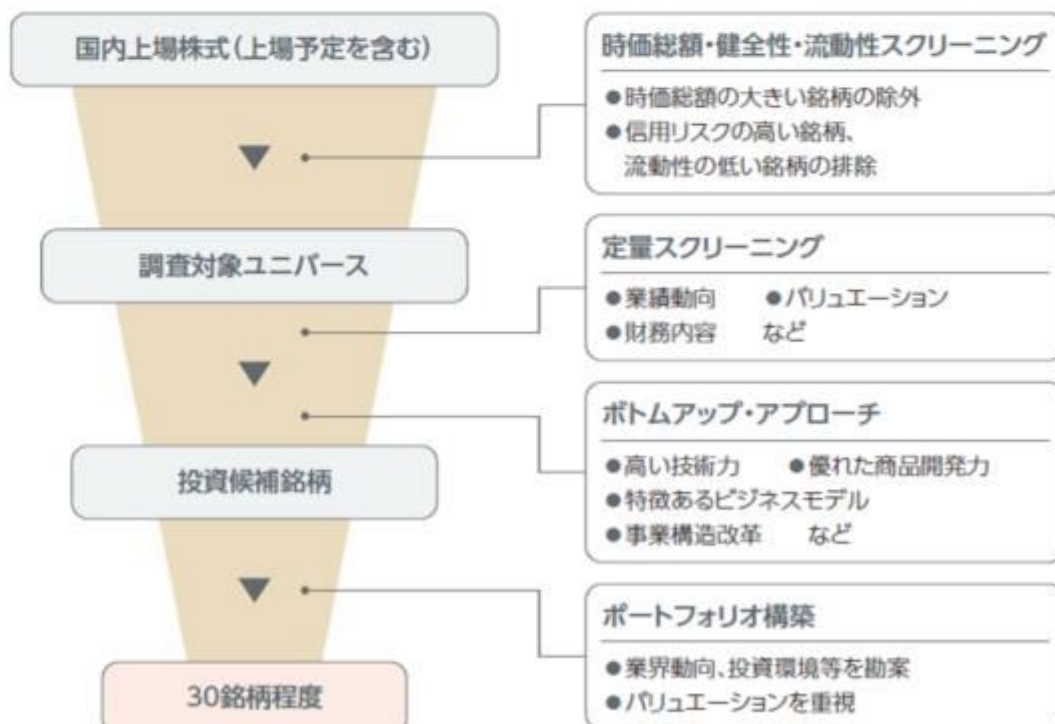 国内上場株式(上場予定を含む)
時価総額・健全性・流動性スクリーニング
●時価総額の大きい銘柄の除外
●信用リスクの高い銘柄、
流動性の低い銘柄の排除
調査対象ユニバース
定量スクリーニング
●業績動向 ●バリュエーション
●財務内容 など
ボトムアップ・アプローチ
●高い技術力 ●優れた商品開発力
●特徴あるビジネスモデル
●事業構造改革 など
投資候補銘柄
ポートフォリオ構築
●業界動向、投資環境等を勘案
●バリュエーションを重視
30銘柄程度